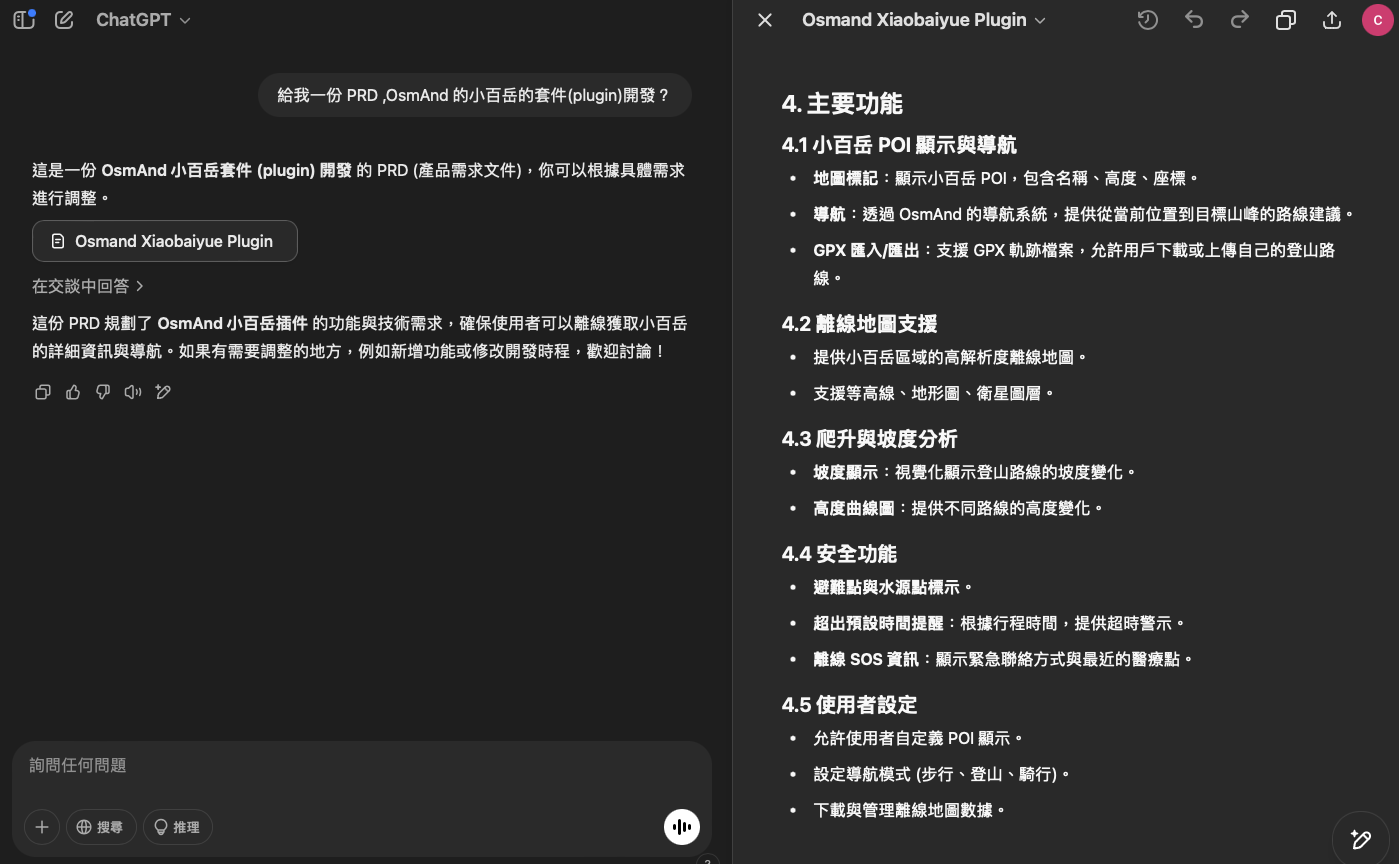 ChatGPT
給我一份 PRD ,OsmAnd 的小百岳的套件(plugin)開發？
這是一份 OsmAnd 小百岳套件 (plugin) 開發 的 PRD (產品需求文件)，你可以根據具體需求
進行調整。
Osmand Xiaobaiyue Plugin
在交談中回答
這份 PRD 規劃了 OsmAnd 小百岳插件 的功能與技術需求，確保使用者可以離線獲取小百岳
的詳細資訊與導航。如果有需要調整的地方，例如新增功能或修改開發時程，歡迎討論！
詢問任何問題
搜尋
推理
?
Osmand Xiaobaiyue Plugin
C
4. 主要功能
4.1 小百岳 POI 顯示與導航
• 地圖標記：顯示小百岳 POI，包含名稱、高度、座標。
• 導航：透過 OsmAnd 的導航系統，提供從當前位置到目標山峰的路線建議。
• GPX 匯入/匯出：支援 GPX 軌跡檔案，允許用戶下載或上傳自己的登山路
線。
4.2 離線地圖支援
• 提供小百岳區域的高解析度離線地圖。
• 支援等高線、地形圖、衛星圖層。
4.3 爬升與坡度分析
• 坡度顯示：視覺化顯示登山路線的坡度變化。
• 高度曲線圖：提供不同路線的高度變化。
4.4 安全功能
• 避難點與水源點標示。
• 超出預設時間提醒：根據行程時間，提供超時警示。
• 離線 SOS 資訊：顯示緊急聯絡方式與最近的醫療點。
4.5 使用者設定
• 允許使用者自定義 POI 顯示。
• 設定導航模式 (步行、登山、騎行)。
• 下載與管理離線地圖數據。